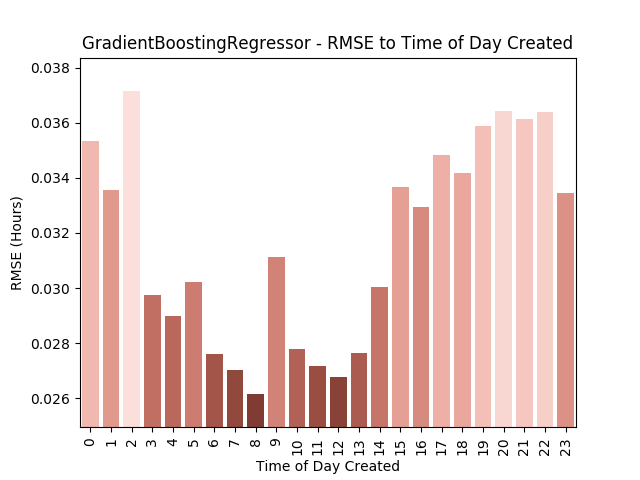 GradientBoostingRegressor - RMSE to Time of Day Created
0.038
0.036
0.034
0.032
0.030
0.028
0.026
RMSE (Hours)
0 1 2 3 4 5 6 7 8 9 10 11 12 13 14 15 16 17 18 19 20 21 22 23
Time of Day Created